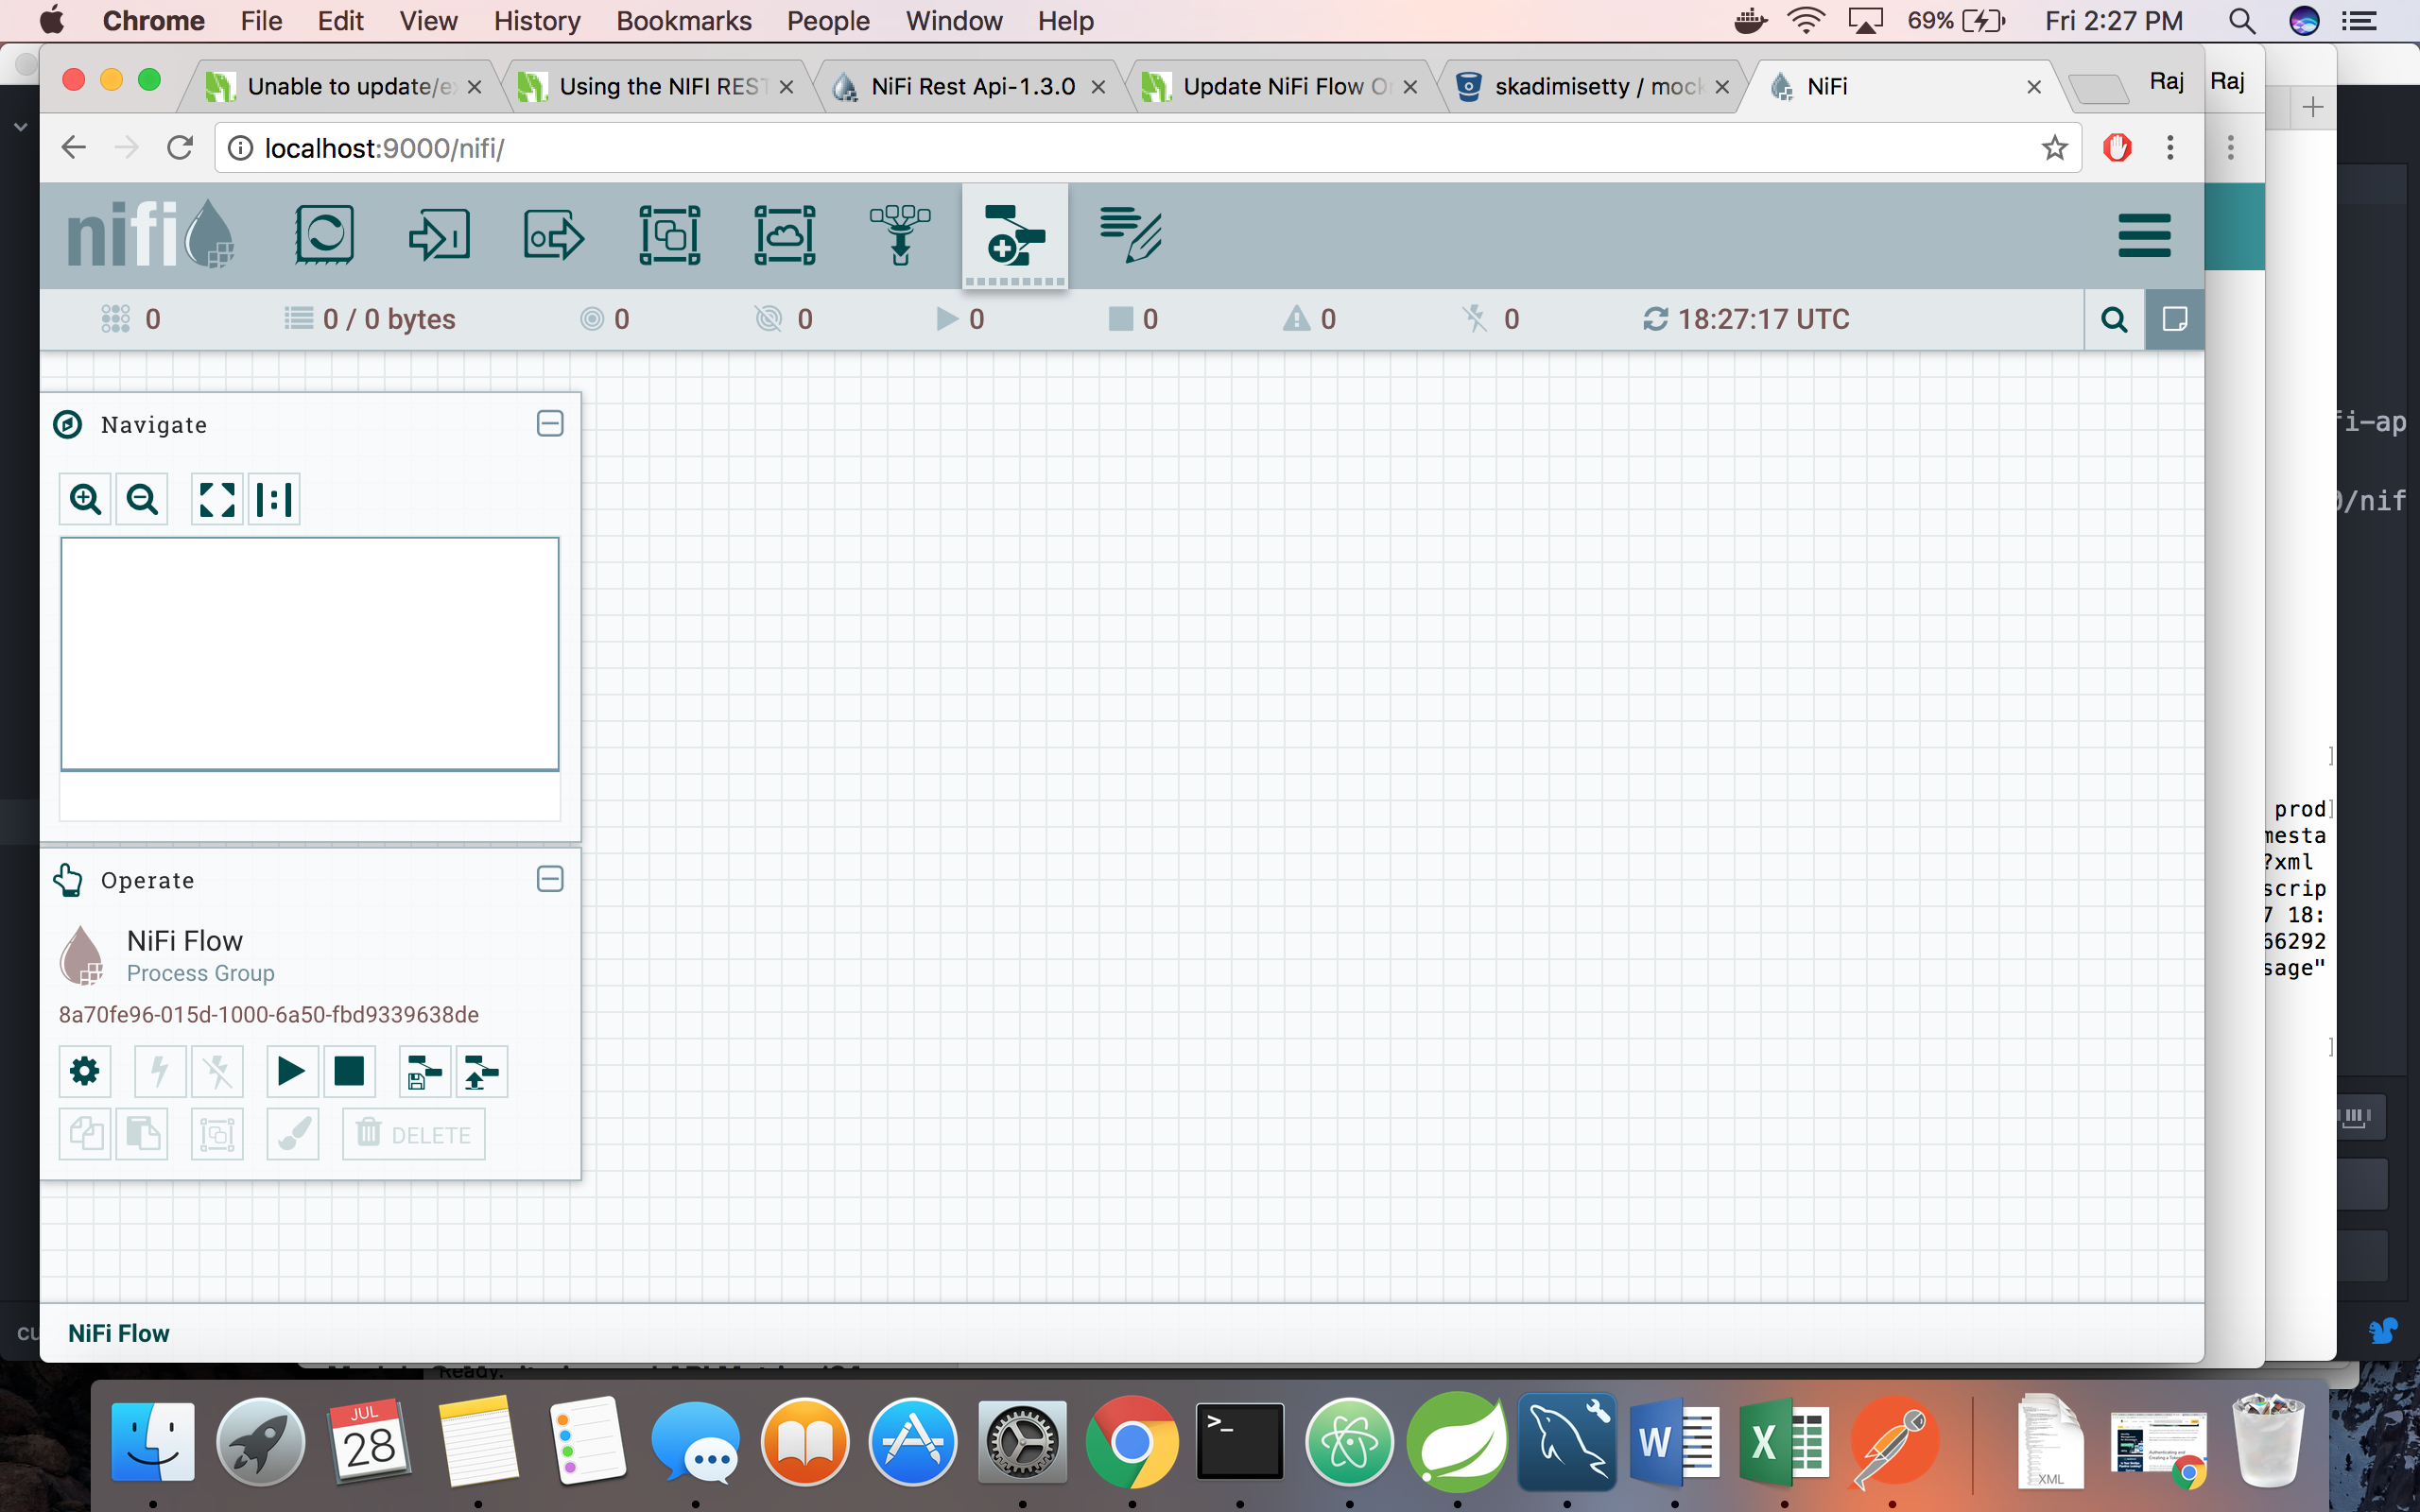 Chrome File Edit View History Bookmarks People Window Help 69% Fri 2:27 PM
Unable to update/e Using the NIFI REST NiFi Rest Api-1.3.0 Update NiFi Flow O skadimisetty / mock NiFi Raj Raj
localhost:9000/nifi/
nifi
0 0 / 0 bytes 0 0 0 0 0 0 18:27:17 UTC
Navigate
fi-ap
0/nif
Operate
prod
mesta
?xml
scrip
7 18:
66292
sage"
NiFi Flow
Process Group
8a70fe96-015d-1000-6a50-fbd9339638de
DELETE
NiFi Flow
cu
Ready.
JUL
28
W
X
XML